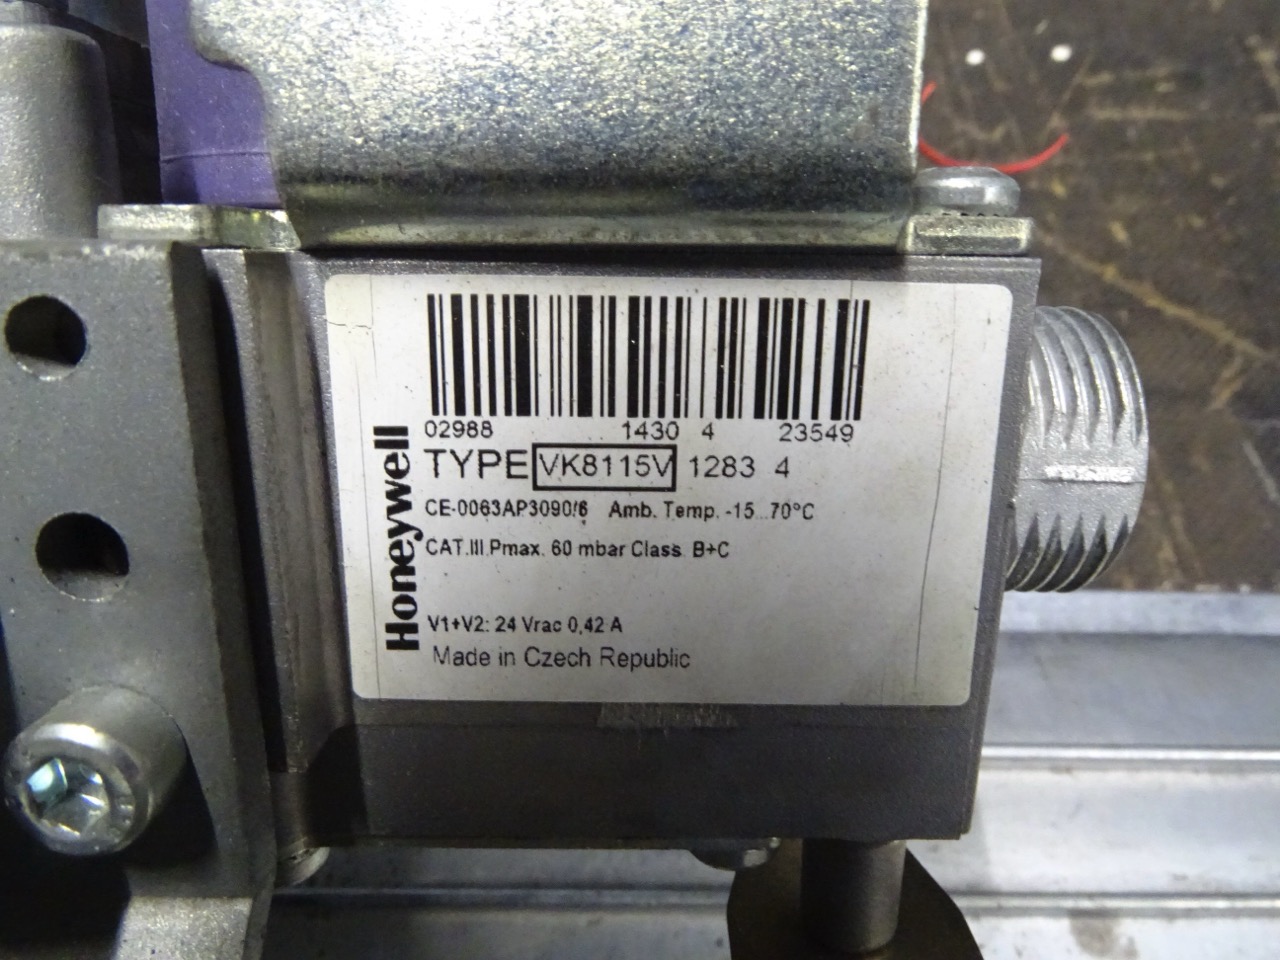 02988 1430 4 23549
TYPE VK8115V 1283 4
CE-0063AP3090/6 Amb. Temp. -15...70°C
CAT.III Pmax. 60 mbar Class B+C
V1+V2: 24 Vrac 0,42 A
Made in Czech Republic
Honeywell